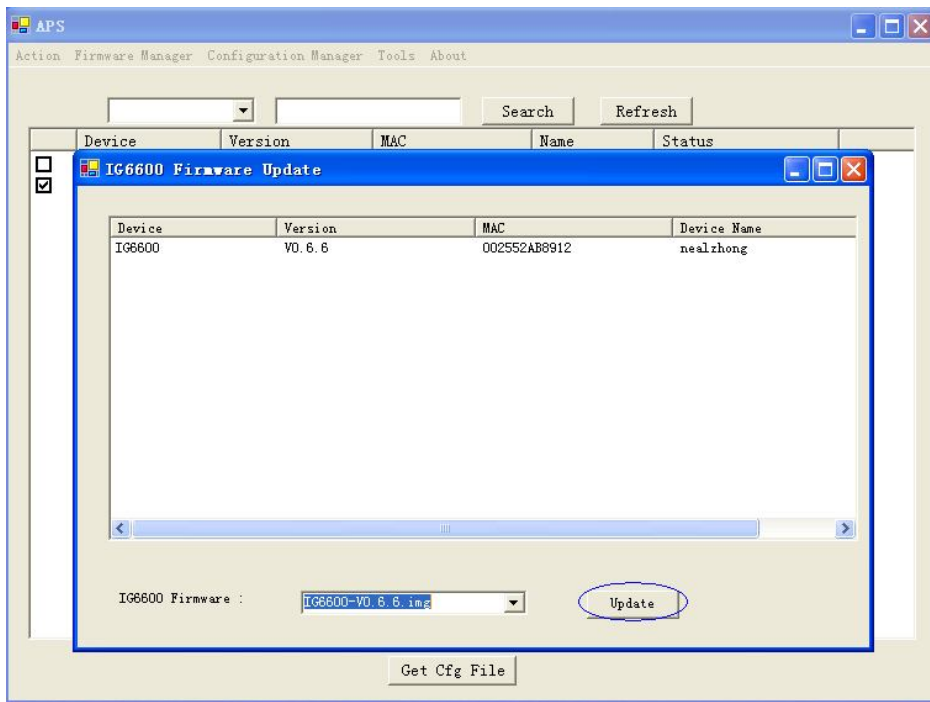 APS
Action Firmware Manager Configuration Manager Tools About
Search Refresh
Device Version MAC Name Status
IG6600 Firmware Update
Device Version MAC Device Name
IG6600 V0.6.6 002552AB8912 nealzhong
IG6600 Firmware : IG6600-V0.6.6.img Update
Get Cfg File